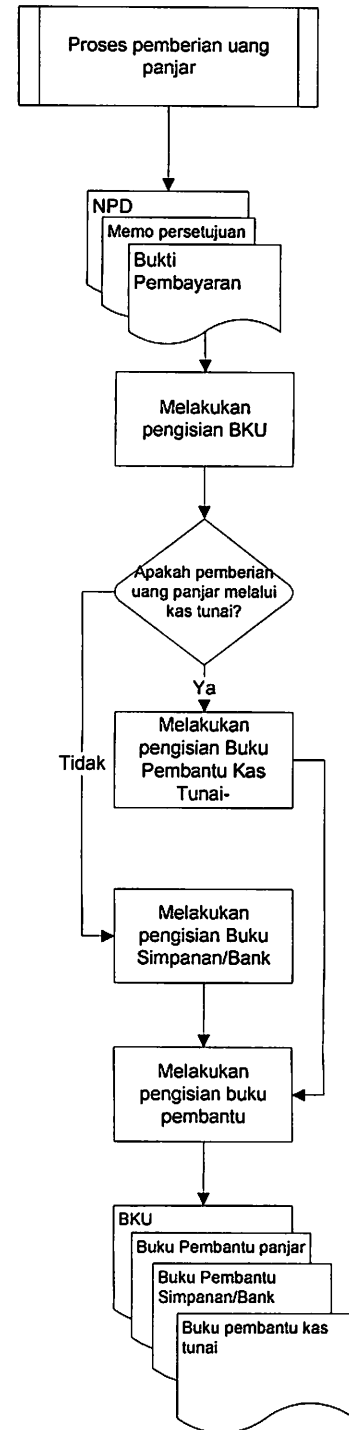 Proses pemberian uang
panjar
NPD
Memo persetujuan
Bukti
Pembayaran
Melakukan
pengisian BKU
Apakah pemberian
uang panjar melalui
kas tunai?
Ya
Melakukan
pengisian Buku
Pembantu Kas
Tunai-
Tidak
Melakukan
pengisian Buku
Simpanan/Bank
Melakukan
pengisian buku
pembantu
BKU
Buku Pembantu panjar
Buku Pembantu
Simpanan/Bank
Buku pembantu kas
tunai